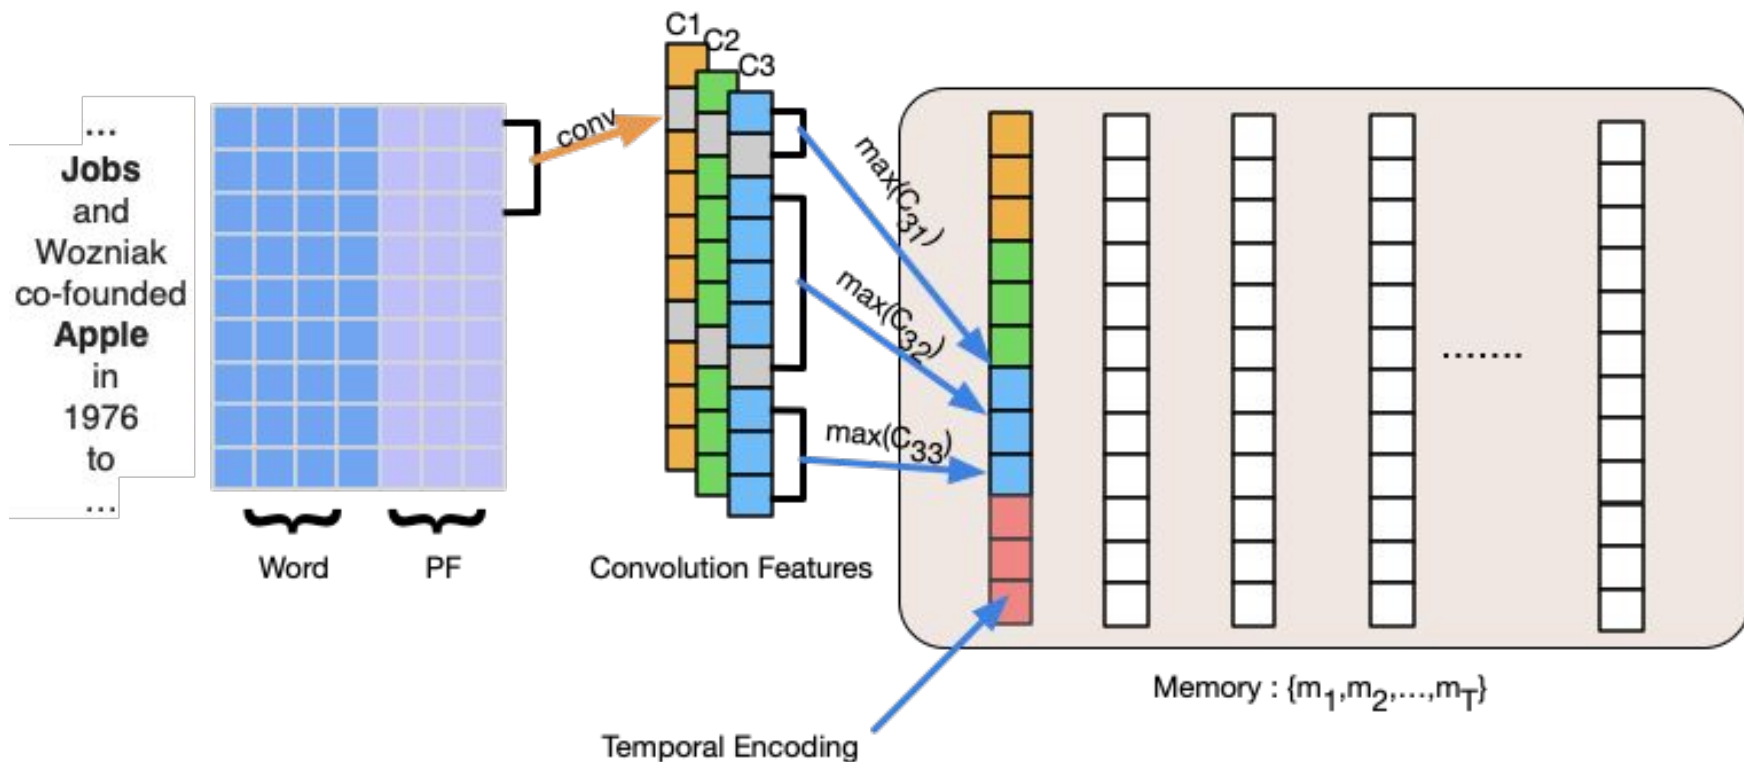 ...
Jobs
and
Wozniak
co-founded
Apple
in
1976
to
...
Word
PF
conv
C1
C2
C3
Convolution Features
max(C31)
max(C32)
max(C33)
.......
Memory : {m1,m2,...,mT}
Temporal Encoding